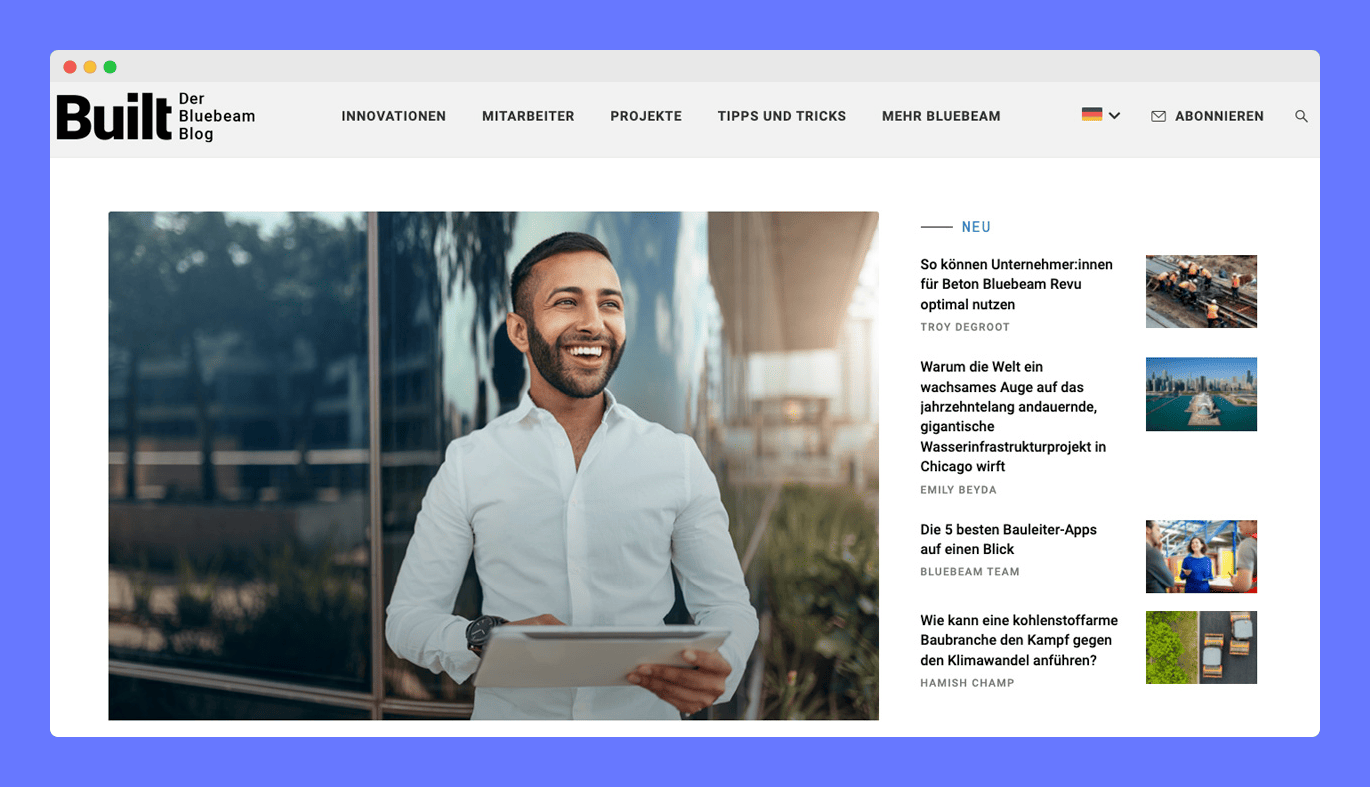 Built
Der
Bluebeam
Blog
INNOVATIONEN
MITARBEITER
PROJEKTE
TIPPS UND TRICKS
MEHR BLUEBEAM
ABONNIEREN
NEU
So können Unternehmer:innen
für Beton Bluebeam Revu
optimal nutzen
TROY DEGROOT
Warum die Welt ein
wachsames Auge auf das
jahrzehntelang andauernde,
gigantische
Wasserinfrastrukturprojekt in
Chicago wirft
EMILY BEYDA
Die 5 besten Bauleiter-Apps
auf einen Blick
BLUEBEAM TEAM
Wie kann eine kohlenstoffarme
Baubranche den Kampf gegen
den Klimawandel anführen?
HAMISH CHAMP